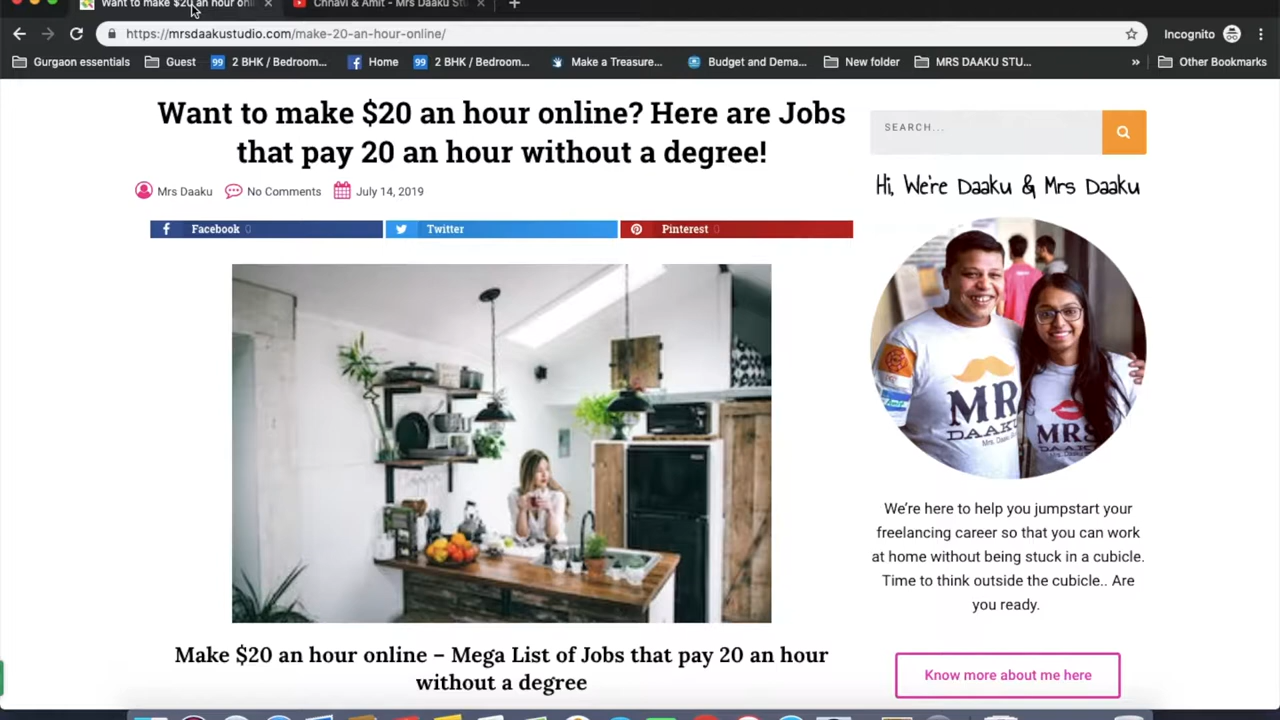 Want to make $20 an hour onl
Chhavi & Amit - Mrs Daaku Stu
https://mrsdaakustudio.com/make-20-an-hour-online/
Incognito
Gurgaon essentials
Guest
2 BHK / Bedroom...
Home
2 BHK / Bedroom...
Make a Treasure...
Budget and Dema...
New folder
MRS DAAKU STU...
»
Other Bookmarks
Want to make $20 an hour online? Here are Jobs
that pay 20 an hour without a degree!
Mrs Daaku
No Comments
July 14, 2019
Facebook 0
Twitter
Pinterest 0
Make $20 an hour online – Mega List of Jobs that pay 20 an hour
without a degree
SEARCH...
Hi, We're Daaku & Mrs Daaku
MR
DAAKU
MRS
DAAKU
We're here to help you jumpstart your
freelancing career so that you can work
at home without being stuck in a cubicle.
Time to think outside the cubicle.. Are
you ready.
Know more about me here